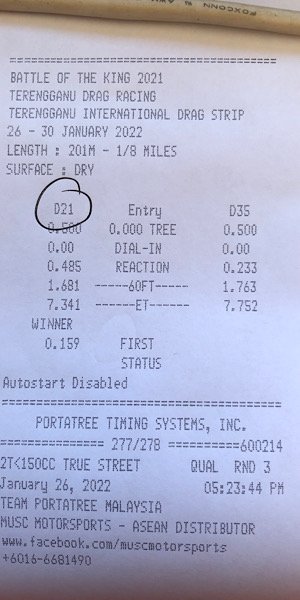 ==========================================
BATTLE OF THE KING 2021
TERENGGANU DRAG RACING
TERENGGANU INTERNATIONAL DRAG STRIP
26 - 30 JANUARY 2022
LENGTH : 201M - 1/8 MILES
SURFACE : DRY
D21 Entry D35
0.500 0.000 TREE 0.500
0.00 DIAL-IN 0.00
0.485 REACTION 0.233
1.681 ------60FT----- 1.763
7.341 ------ET------ 7.752
WINNER
0.159 FIRST
STATUS
Autostart Disabled
==========================================
PORTATREE TIMING SYSTEMS, INC.
=============== 277/278 ==========600214
2T<150CC TRUE STREET QUAL RND 3
January 26, 2022 05:23:44 PM
TEAM PORTATREE MALAYSIA
MUSC MOTORSPORTS - ASEAN DISTRIBUTOR
www.facebook.com/muscmotorsports
+6016-6681490